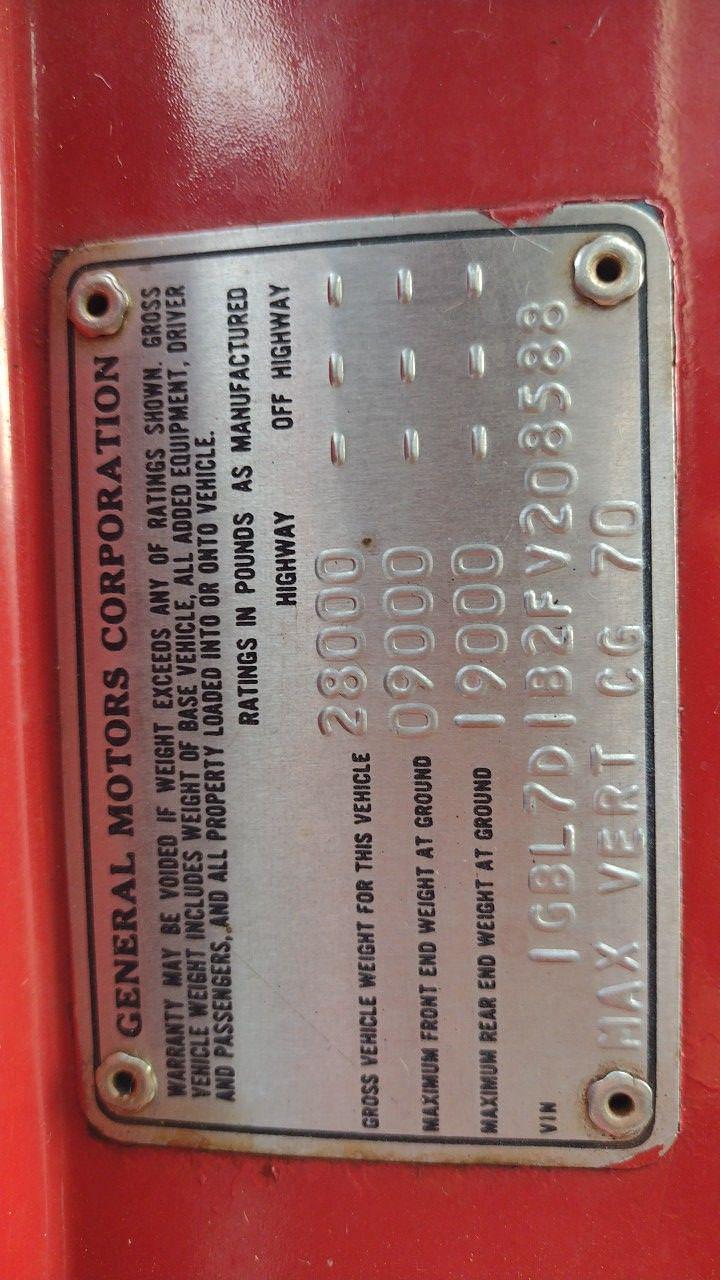 GENERAL MOTORS CORPORATION
WARRANTY MAY BE VOIDED IF WEIGHT EXCEEDS ANY OF RATINGS SHOWN. GROSS
VEHICLE WEIGHT INCLUDES WEIGHT OF BASE VEHICLE, ALL ADDED EQUIPMENT, DRIVER
AND PASSENGERS, AND ALL PROPERTY LOADED INTO OR ONTO VEHICLE.
RATINGS IN POUNDS AS MANUFACTURED
HIGHWAY OFF HIGHWAY
GROSS VEHICLE WEIGHT FOR THIS VEHICLE 28000 - - -
MAXIMUM FRONT END WEIGHT AT GROUND 09000 - - -
MAXIMUM REAR END WEIGHT AT GROUND 19000 - - -
VIN 1GBL7D1B2FV208588
MAX VERT CG 70